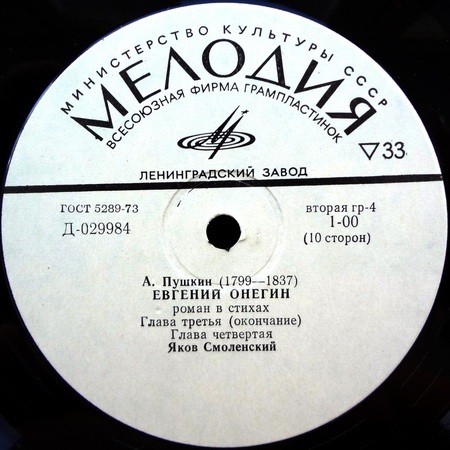 МИНИСТЕРСТВО КУЛЬТУРЫ СССР
МЕЛОДИЯ
ВСЕСОЮЗНАЯ ФИРМА ГРАМПЛАСТИНОК
▽33
ЛЕНИНГРАДСКИЙ ЗАВОД
ГОСТ 5289-73
Д-029984
вторая гр-4
1-00
(10 сторон)
А. Пушкин (1799—1837)
ЕВГЕНИЙ ОНЕГИН
роман в стихах
Глава третья (окончание)
Глава четвертая
Яков Смоленский